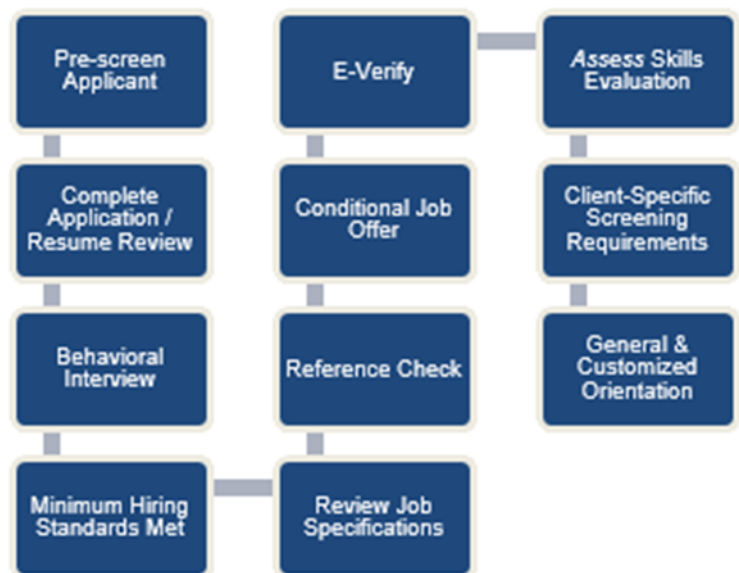 Pre-screen
Applicant
Complete
Application /
Resume Review
Behavioral
Interview
Minimum Hiring
Standards Met
Review Job
Specifications
Reference Check
Conditional Job
Offer
E-Verify
Assess Skills
Evaluation
Client-Specific
Screening
Requirements
General &
Customized
Orientation